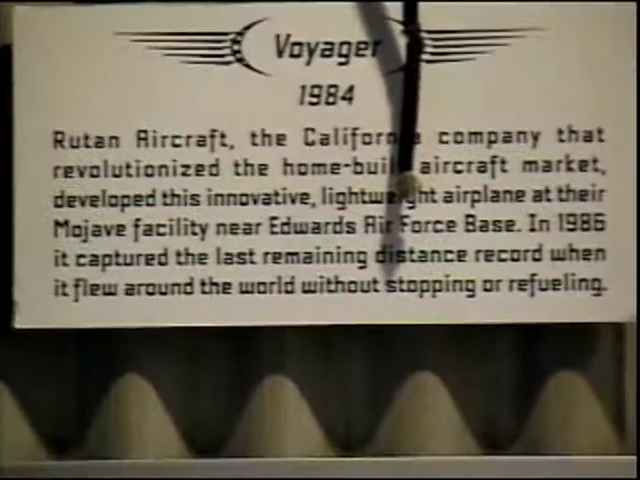 Voyager
1984
Rutan Aircraft, the California company that
revolutionized the home-built aircraft market,
developed this innovative, lightweight airplane at their
Mojave facility near Edwards Air Force Base. In 1986
it captured the last remaining distance record when
it flew around the world without stopping or refueling.